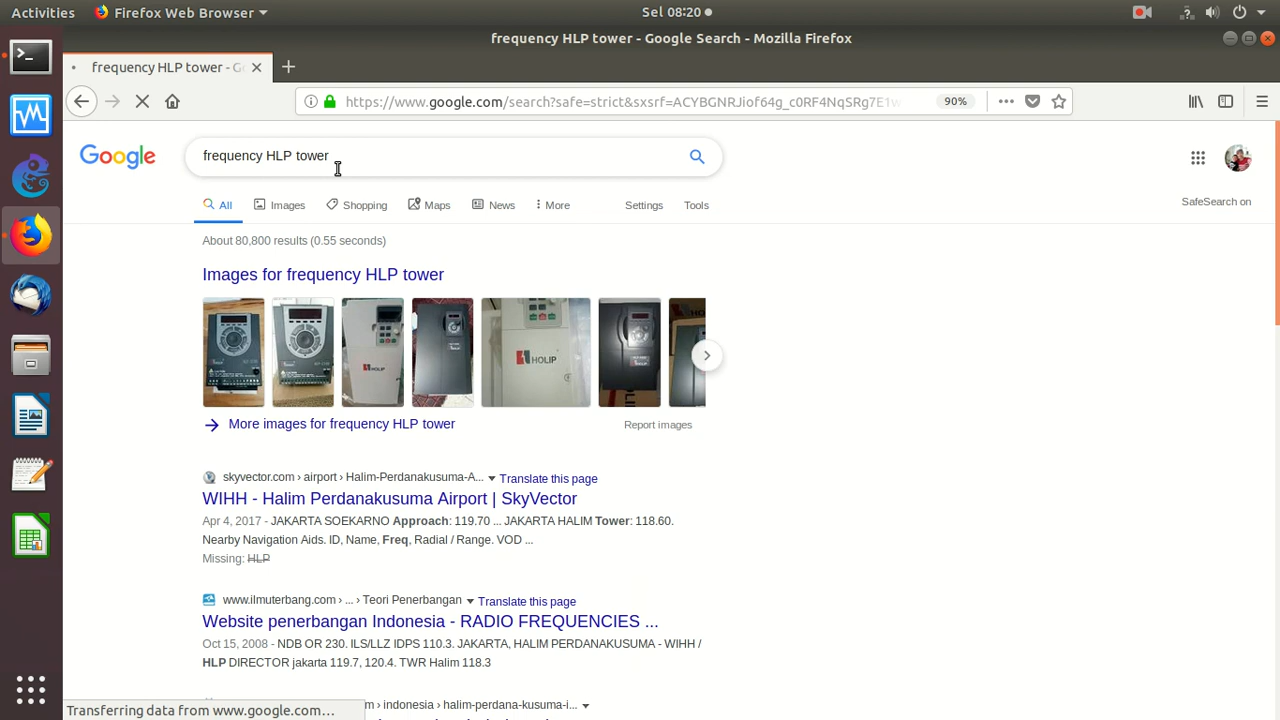 Activities Firefox Web Browser Sel 08:20
frequency HLP tower - Google Search - Mozilla Firefox
frequency HLP tower - G
https://www.google.com/search?safe=strict&sxsrf=ACYBGNRJiof64g_c0RF4NqSRg7E1w 90%
Google frequency HLP tower
All Images Shopping Maps News More Settings Tools
SafeSearch on
About 80,800 results (0.55 seconds)
Images for frequency HLP tower
HOLIP HOLIP
More images for frequency HLP tower Report images
skyvector.com › airport › Halim-Perdanakusuma-A... Translate this page
WIHH - Halim Perdanakusuma Airport | SkyVector
Apr 4, 2017 - JAKARTA SOEKARNO Approach: 119.70 ... JAKARTA HALIM Tower: 118.60.
Nearby Navigation Aids. ID, Name, Freq, Radial / Range. VOD ...
Missing: HLP
www.ilmuterbang.com › ... › Teori Penerbangan Translate this page
Website penerbangan Indonesia - RADIO FREQUENCIES ...
Oct 15, 2008 - NDB OR 230. ILS/LLZ IDPS 110.3. JAKARTA, HALIM PERDANAKUSUMA - WIHH /
HLP DIRECTOR jakarta 119.7, 120.4. TWR Halim 118.3
m › indonesia › halim-perdana-kusuma-i...
Transferring data from www.google.com…